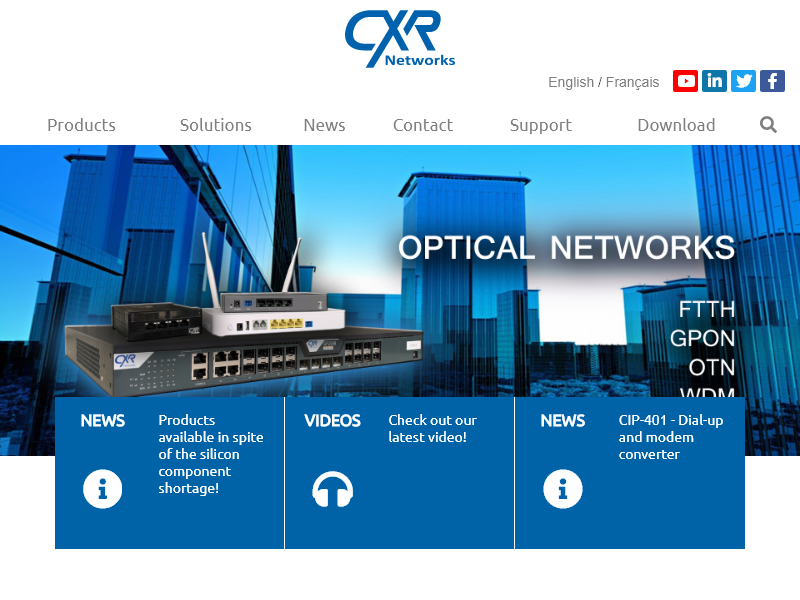 CXR
Networks
English / Français
Products Solutions News Contact Support Download
OPTICAL NETWORKS
FTTH
GPON
OTN
WDM
CXR
NEWS
Products
available in spite
of the silicon
component
shortage!
VIDEOS
Check out our
latest video!
NEWS
CIP-401 - Dial-up
and modem
converter